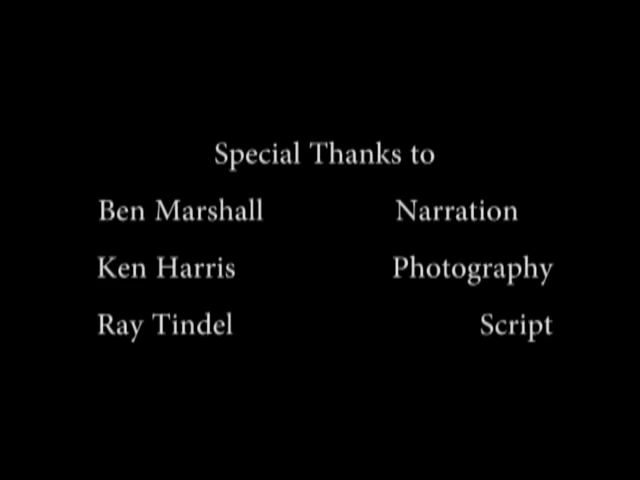 Special Thanks to
Ben Marshall Narration
Ken Harris Photography
Ray Tindel Script